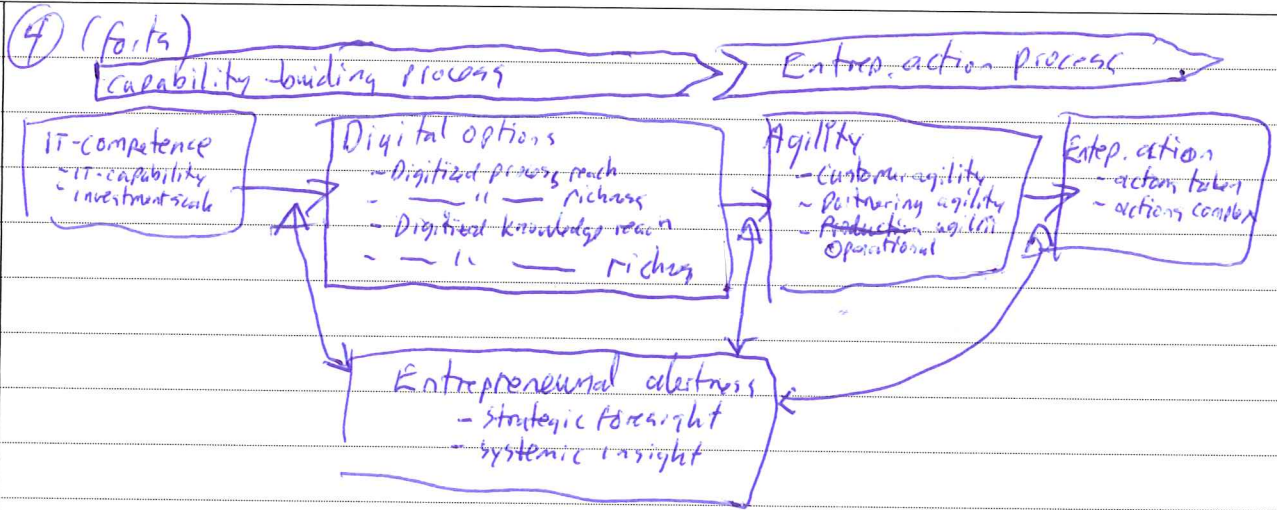 ④ (forts)
Capability-buiding process
Entrep. action process
IT-competence
- IT-capability
- investment scale
Digital options
- Digitized process reach
- — " — richness
- Digitized knowledge reach
- — " — richness
Agility
- Customer agility
- Partnering agility
- Production agility
Operational
Entep. action
- actions taken
- actions complex
Entrepreneurial alertness
- Strategic foresight
- systemic insight